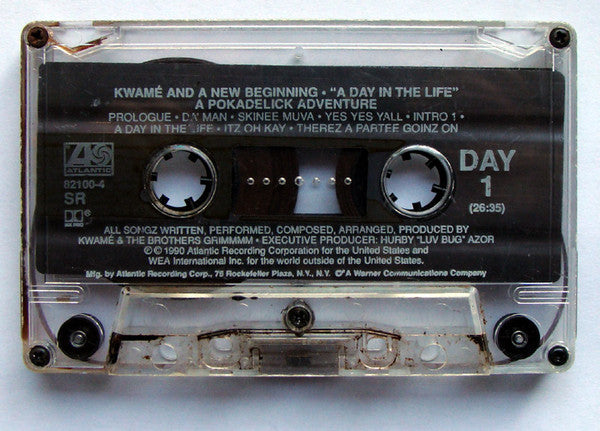 KWAMÉ AND A NEW BEGINNING • "A DAY IN THE LIFE"
A POKADELICK ADVENTURE
PROLOGUE • DA MAN • SKINEE MUVA • YES YES YALL • INTRO 1 •
A DAY IN THE LIFE • ITZ OH KAY • THEREZ A PARTEE GOINZ ON
ATLANTIC
82100-4
SR
DAY
1
(26:35)
ALL SONGZ WRITTEN, PERFORMED, COMPOSED, ARRANGED, PRODUCED BY
KWAMÉ & THE BROTHERS GRIMMMM • EXECUTIVE PRODUCER: HURBY "LUV BUG" AZOR
℗ © 1990 Atlantic Recording Corporation for the United States and
WEA International Inc. for the world outside of the United States.
Mfg. by Atlantic Recording Corp., 75 Rockefeller Plaza, N.Y., N.Y. A Warner Communications Company